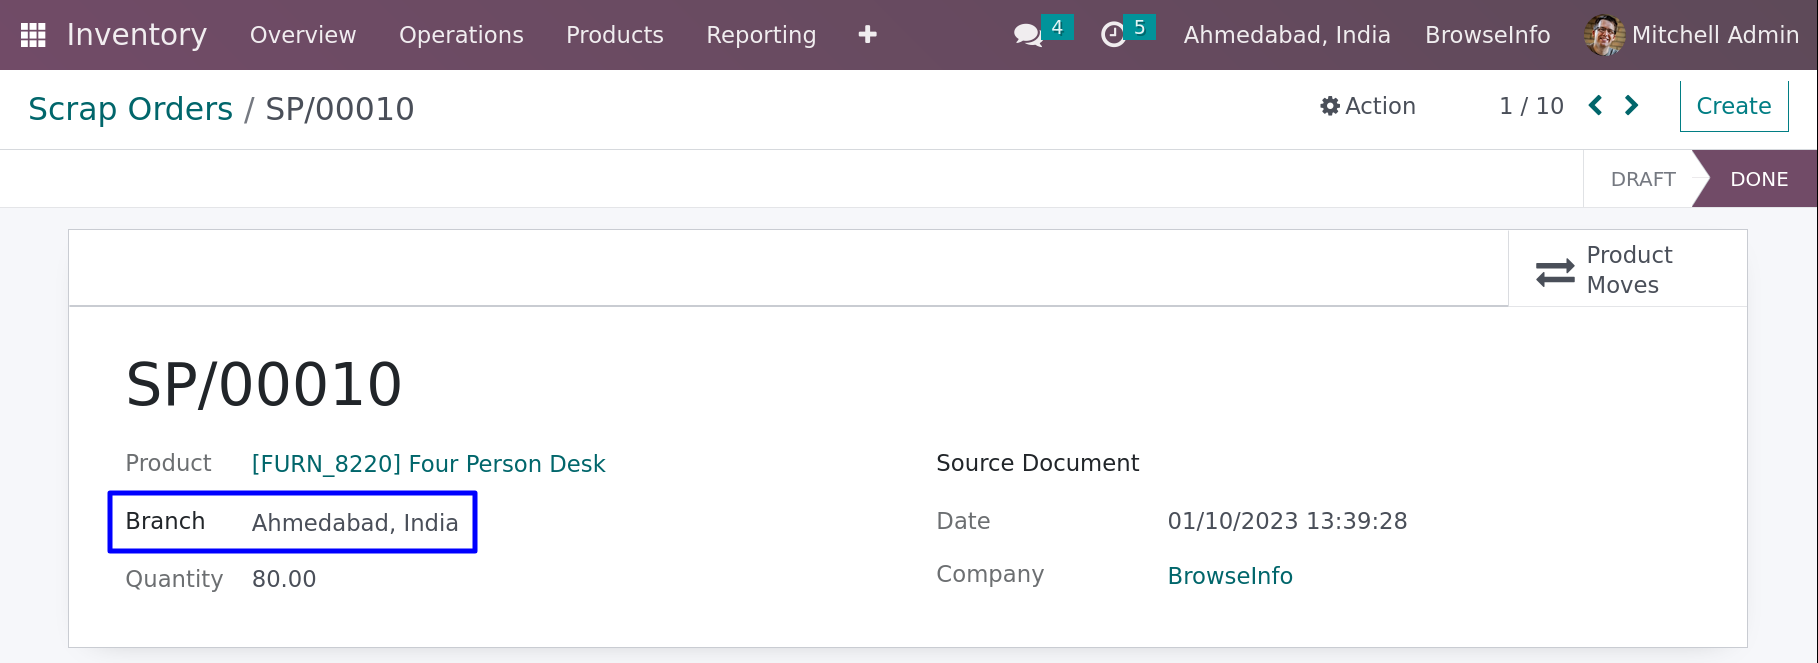 Inventory Overview Operations Products Reporting 4 5 Ahmedabad, India BrowseInfo Mitchell Admin
Scrap Orders / SP/00010 Action 1 / 10 Create
DRAFT DONE
Product
Moves
SP/00010
Product [FURN_8220] Four Person Desk Source Document
Branch Ahmedabad, India Date 01/10/2023 13:39:28
Quantity 80.00 Company BrowseInfo